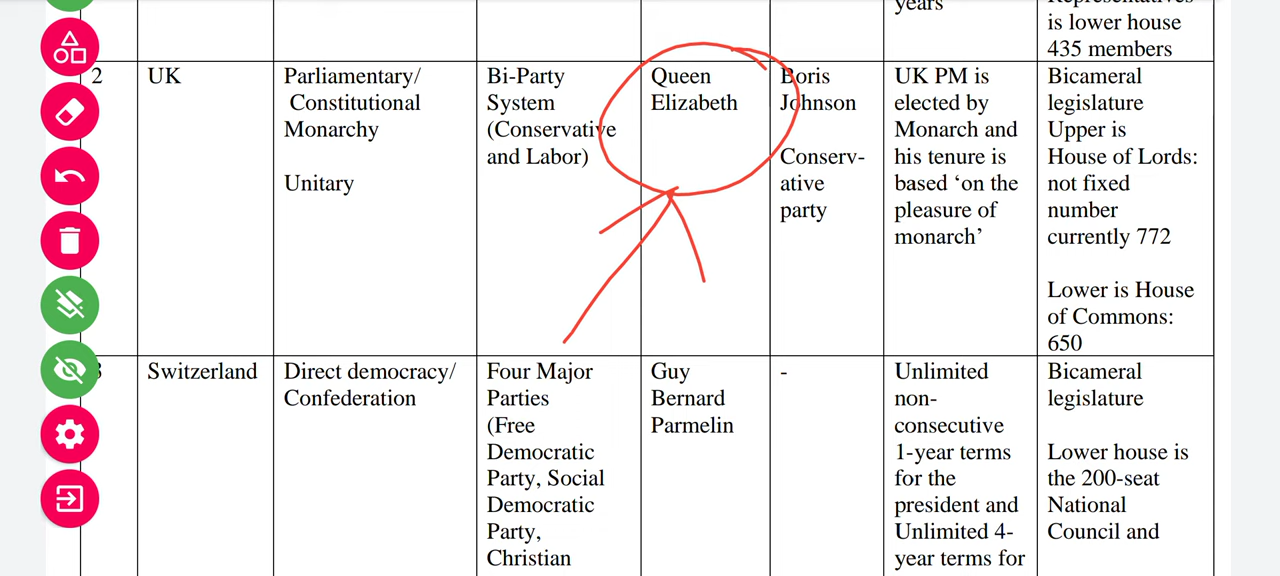 years
Representatives
is lower house
435 members
2
UK
Parliamentary/
Constitutional
Monarchy
Unitary
Bi-Party
System
(Conservative
and Labor)
Queen
Elizabeth
Boris
Johnson
Conserv-
ative
party
UK PM is
elected by
Monarch and
his tenure is
based ‘on the
pleasure of
monarch’
Bicameral
legislature
Upper is
House of Lords:
not fixed
number
currently 772
Lower is House
of Commons:
650
3
Switzerland
Direct democracy/
Confederation
Four Major
Parties
(Free
Democratic
Party, Social
Democratic
Party,
Christian
Guy
Bernard
Parmelin
-
Unlimited
non-
consecutive
1-year terms
for the
president and
Unlimited 4-
year terms for
Bicameral
legislature
Lower house is
the 200-seat
National
Council and